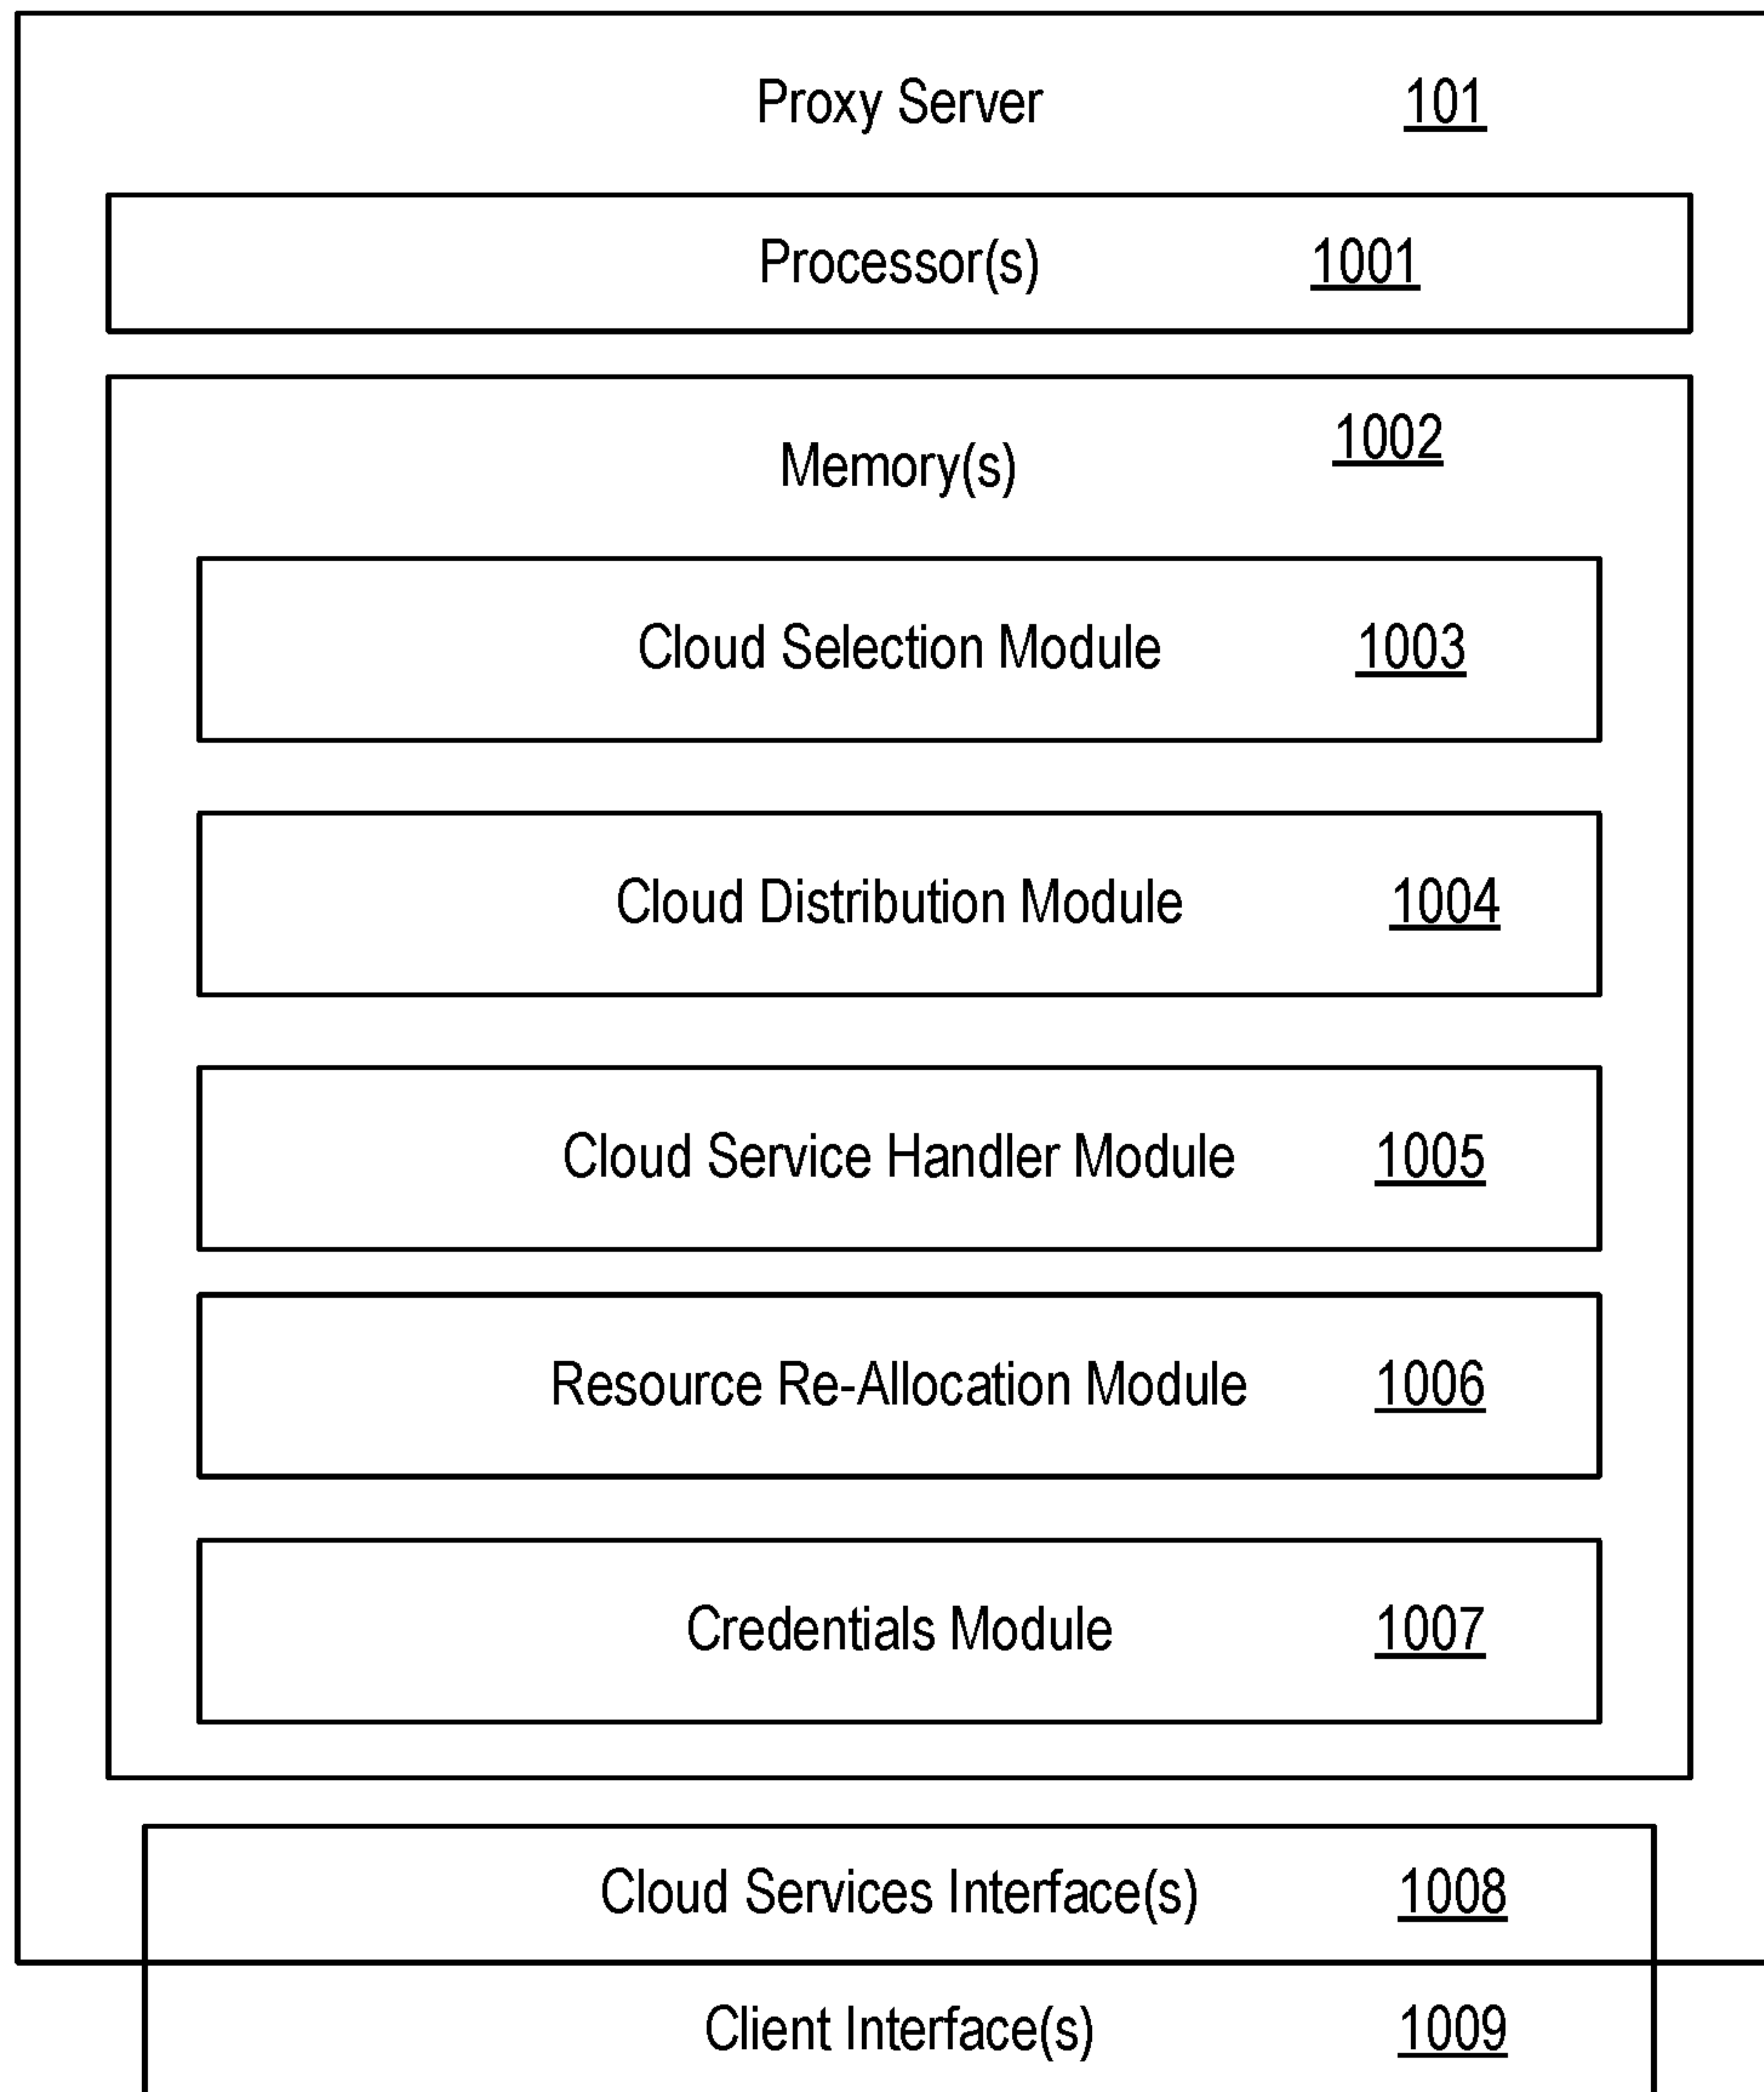 Proxy Server 101
Processor(s) 1001
Memory(s) 1002
Cloud Selection Module 1003
Cloud Distribution Module 1004
Cloud Service Handler Module 1005
Resource Re-Allocation Module 1006
Credentials Module 1007
Cloud Services Interface(s) 1008
Client Interface(s) 1009